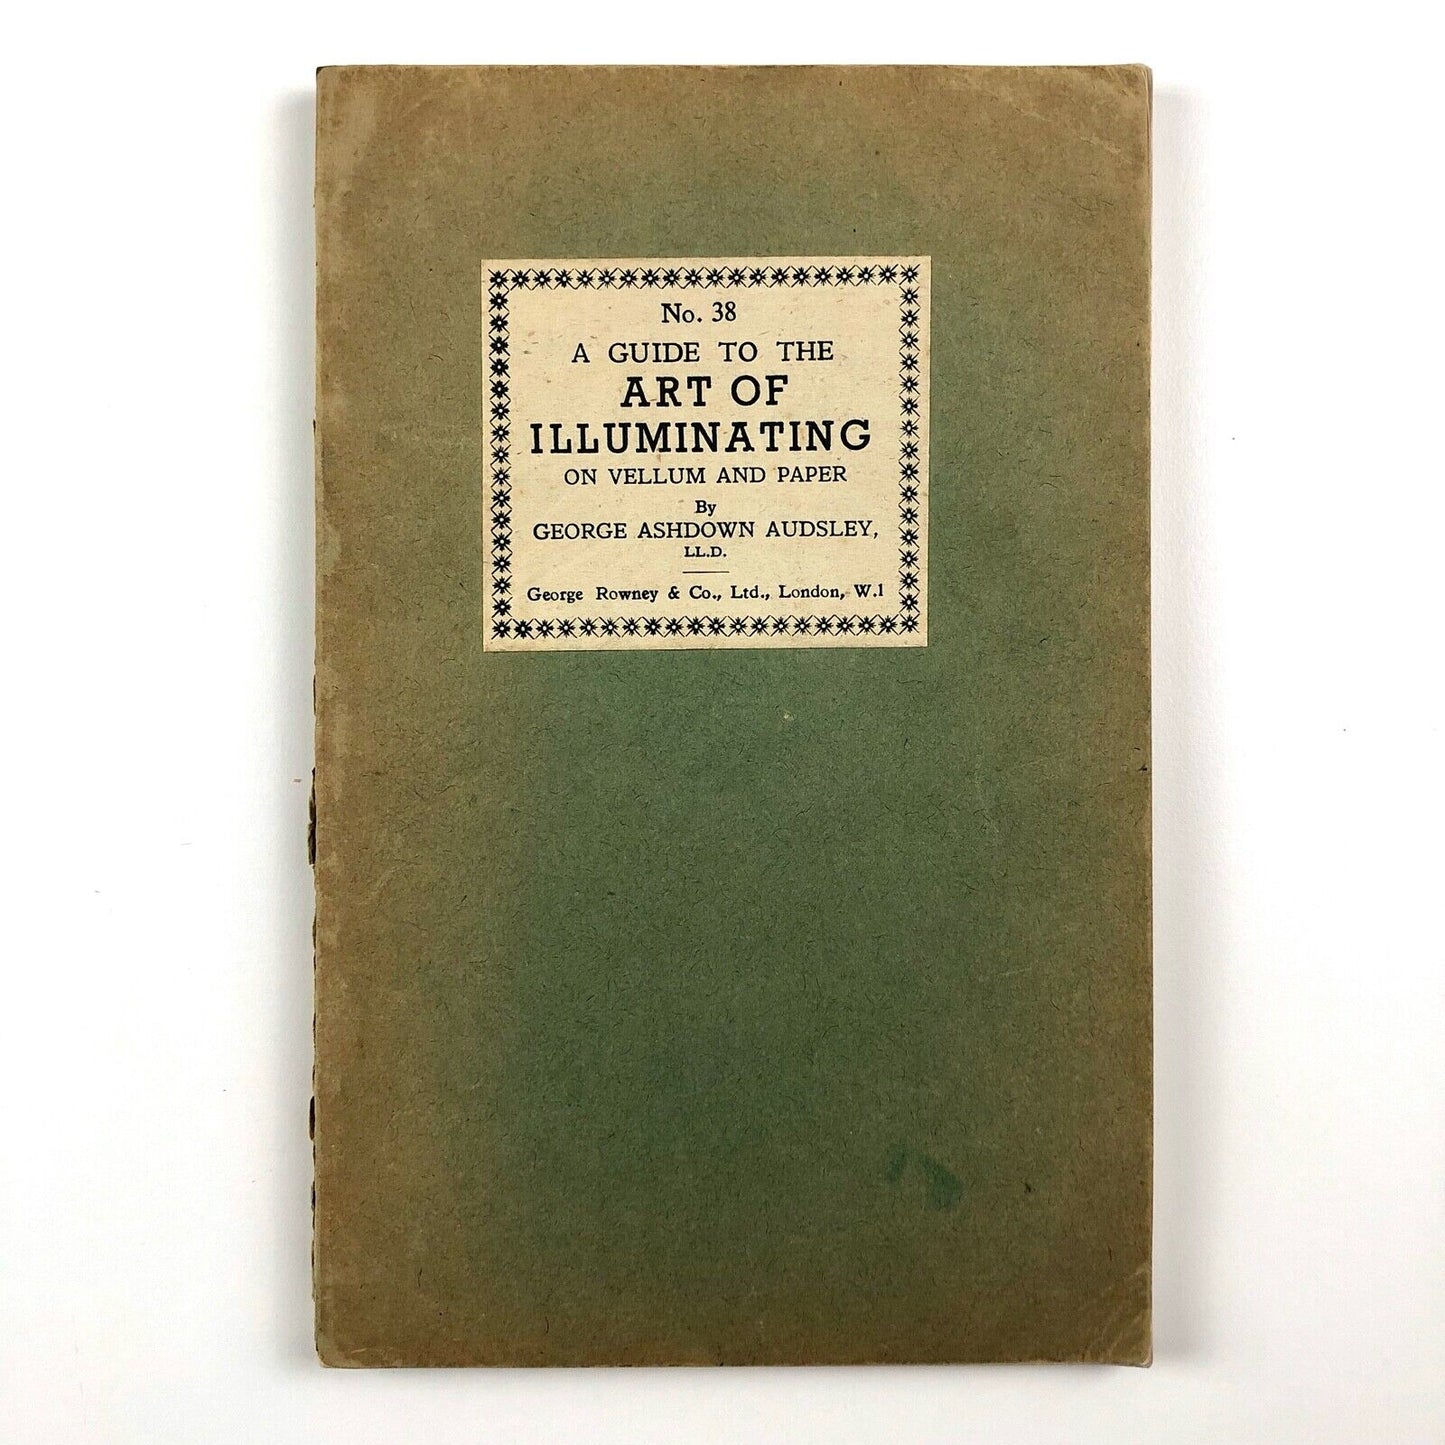 No. 38
A GUIDE TO THE
ART OF
ILLUMINATING
ON VELLUM AND PAPER
By
GEORGE ASHDOWN AUDSLEY,
LL.D.
George Rowney & Co., Ltd., London, W.1